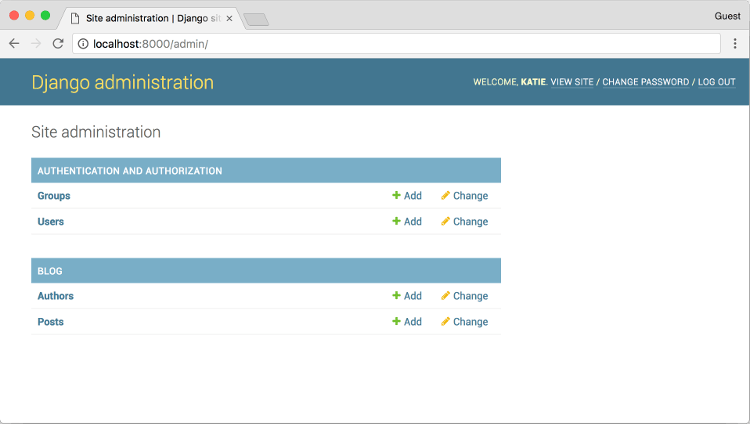 Site administration | Django sit
Guest
localhost:8000/admin/
Django administration
WELCOME, KATIE. VIEW SITE / CHANGE PASSWORD / LOG OUT
Site administration
AUTHENTICATION AND AUTHORIZATION
Groups Add Change
Users Add Change
BLOG
Authors Add Change
Posts Add Change